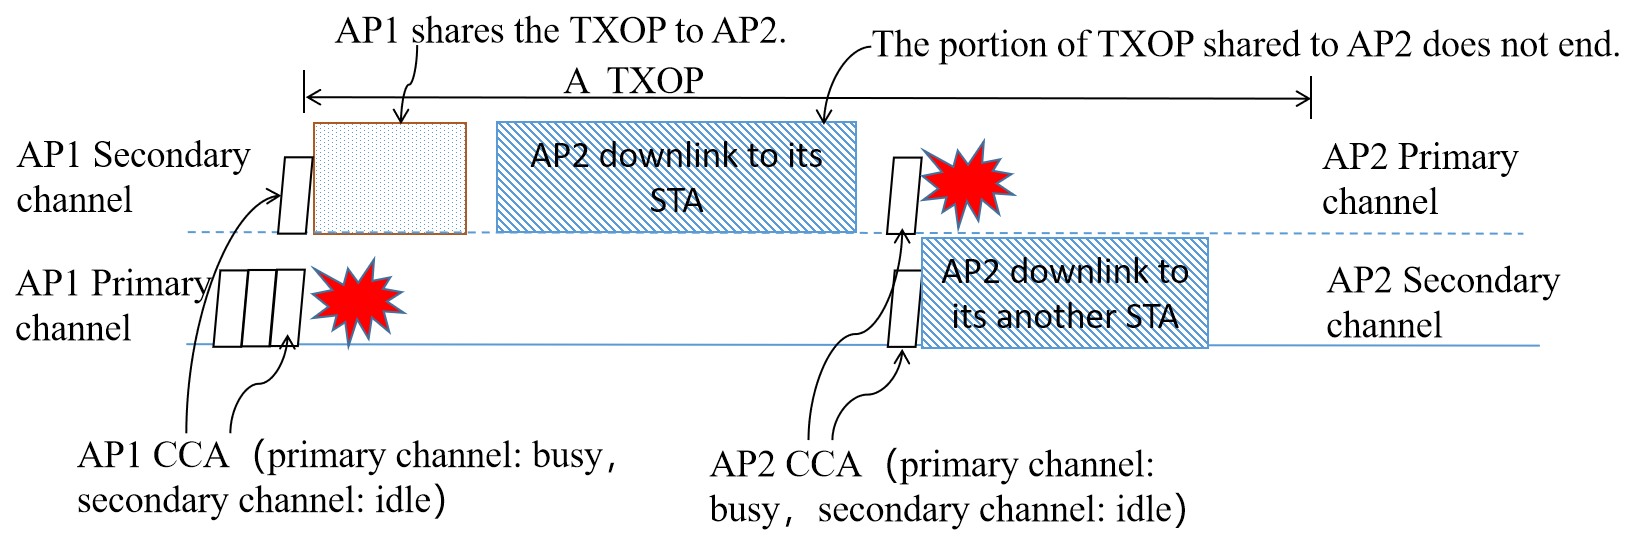 AP1 shares the TXOP to AP2.
The portion of TXOP shared to AP2 does not end.
A TXOP
AP1 Secondary
channel
AP2 downlink to its
STA
AP2 Primary
channel
AP1 Primary
channel
AP2 downlink to
its another STA
AP2 Secondary
channel
AP1 CCA（primary channel: busy，
secondary channel: idle）
AP2 CCA（primary channel:
busy，secondary channel: idle）